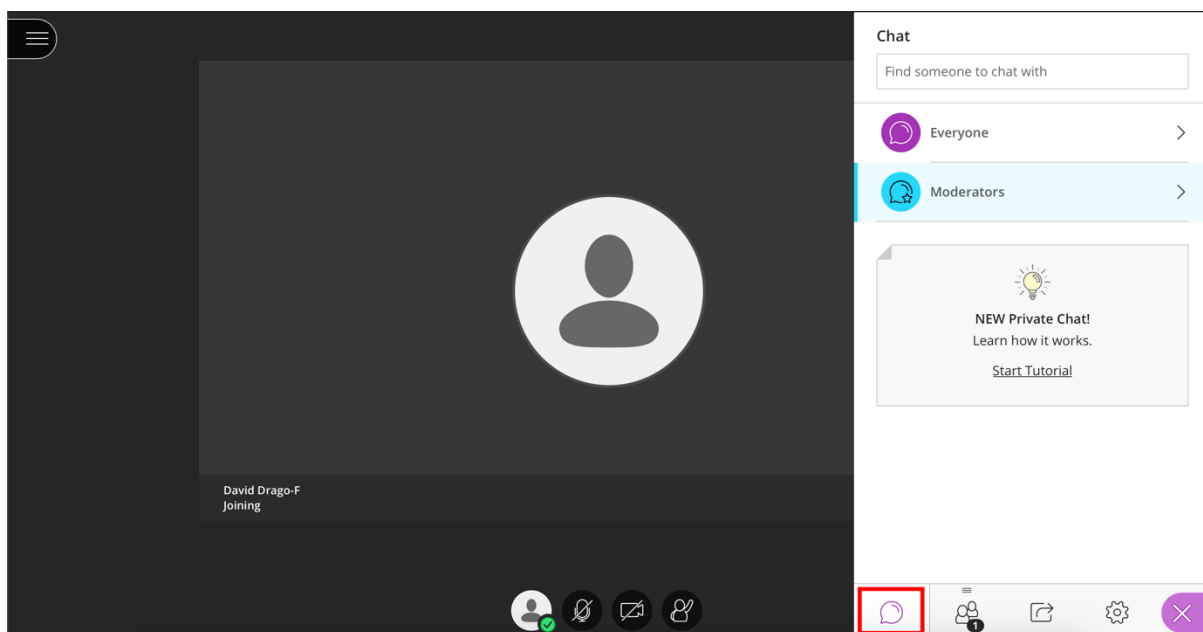 Chat
Find someone to chat with
Everyone
Moderators
NEW Private Chat!
Learn how it works.
Start Tutorial
David Drago-F
Joining
1